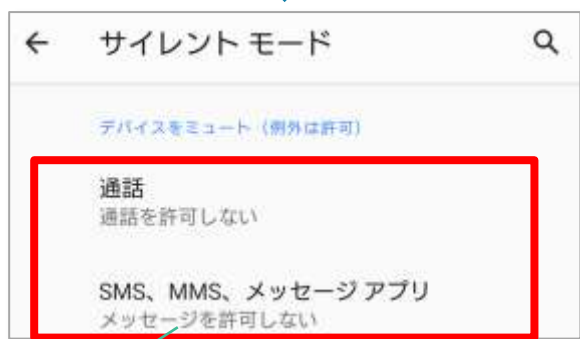 サイレント モード
デバイスをミュート（例外は許可）
通話
通話を許可しない
SMS、MMS、メッセージ アプリ
メッセージを許可しない